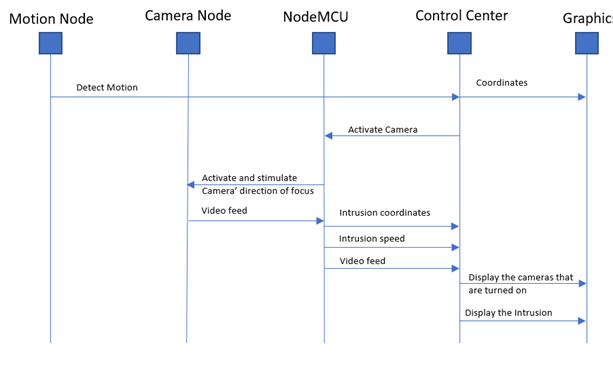 Motion Node
Camera Node
NodeMCU
Control Center
Graphic
Detect Motion
Coordinates
Activate Camera
Activate and stimulate
Camera' direction of focus
Video feed
Intrusion coordinates
Intrusion speed
Video feed
Display the cameras that
are turned on
Display the Intrusion